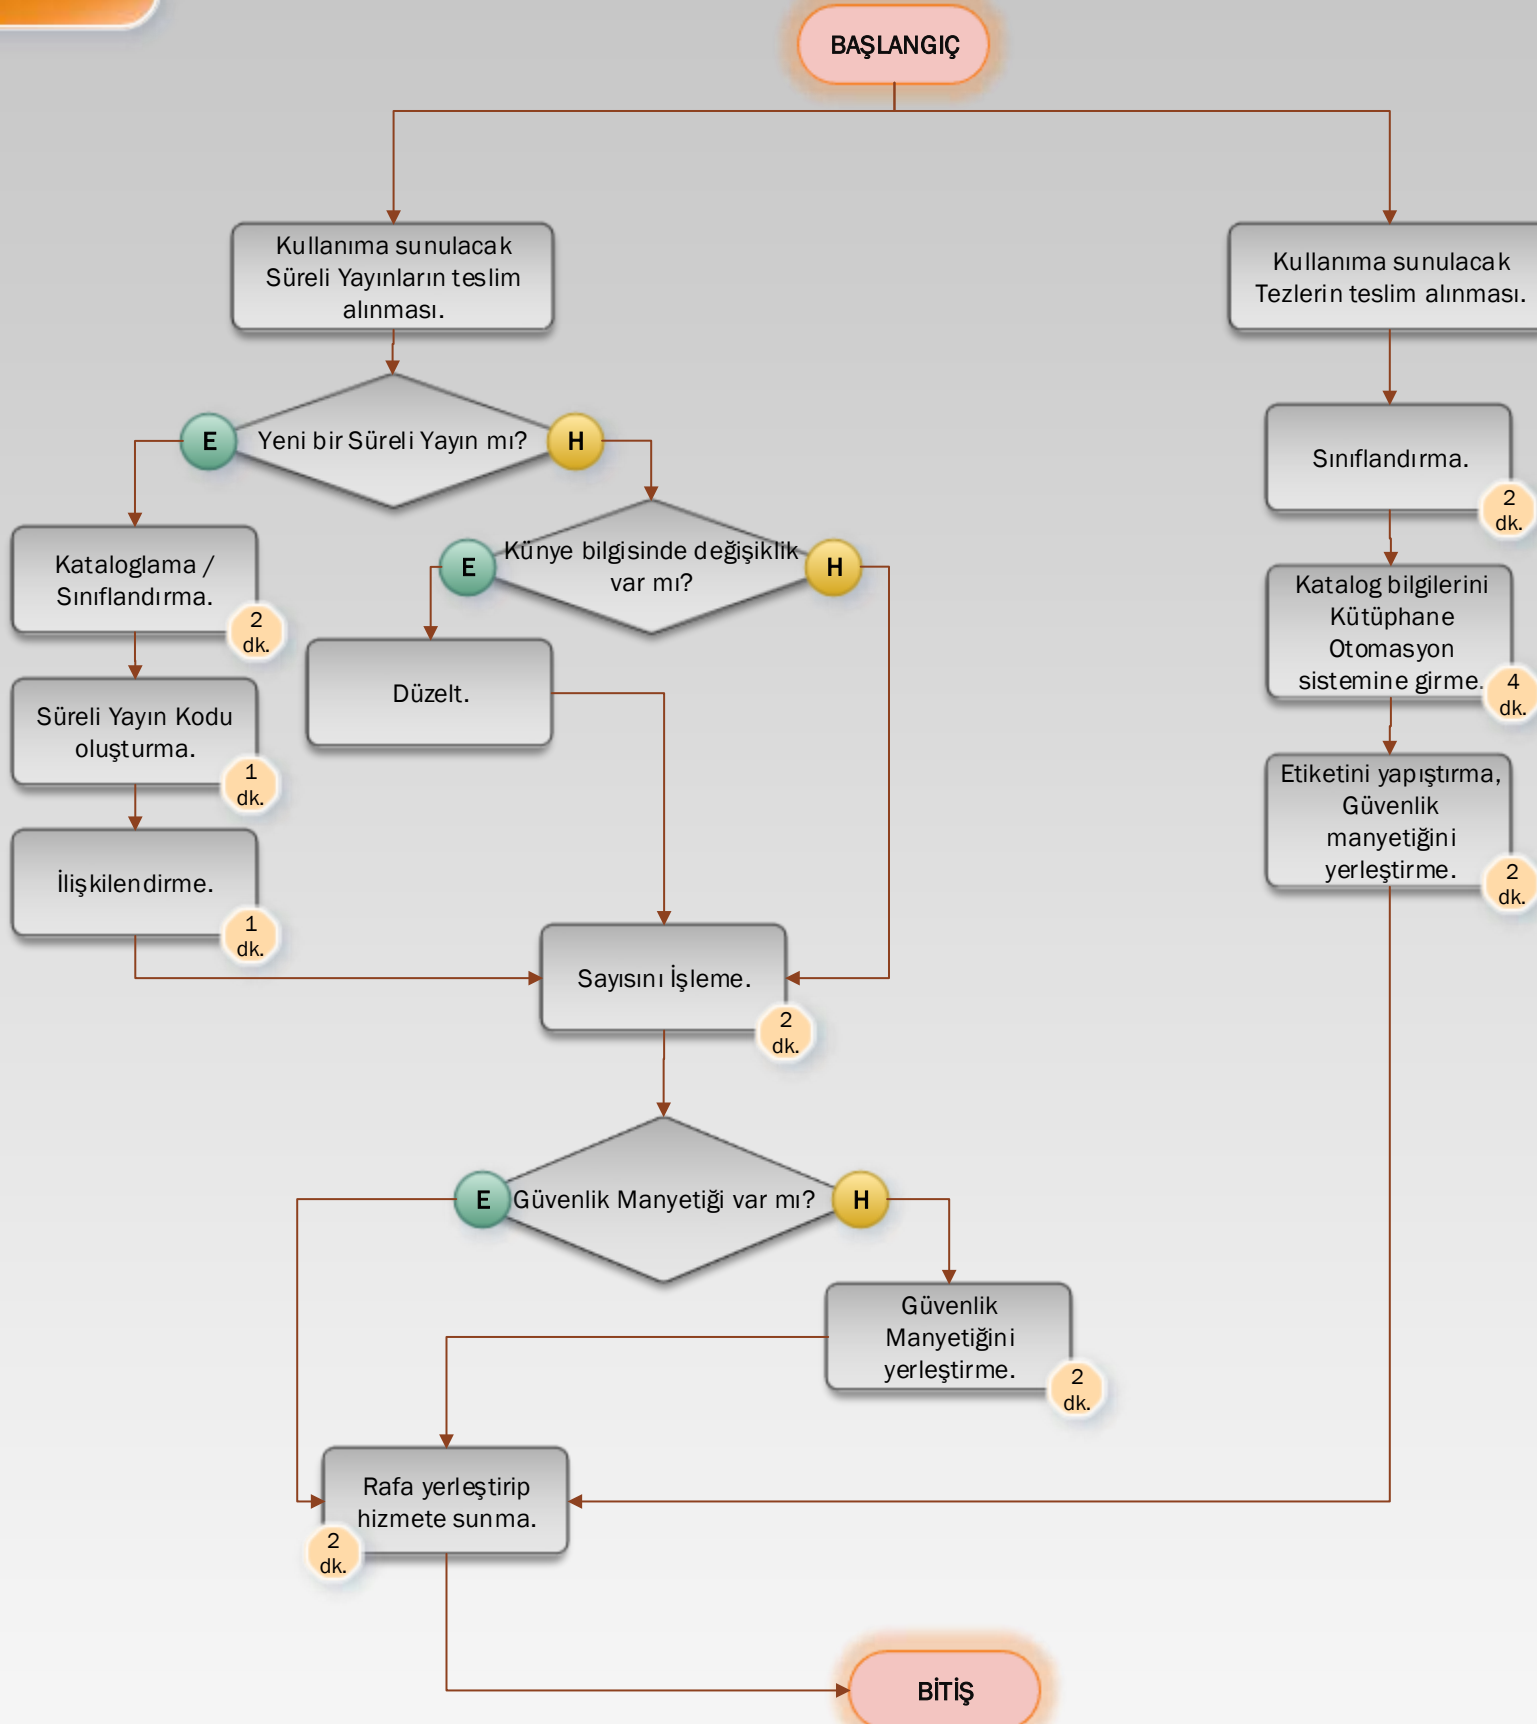 BAŞLANGIÇ
Kullanıma sunulacak
Süreli Yayınların teslim
alınması.
Kullanıma sunulacak
Tezlerin teslim alınması.
E
Yeni bir Süreli Yayın mı?
H
Sınıflandırma.
2
dk.
Kataloglama /
Sınıflandırma.
2
dk.
E
Künye bilgisinde değişiklik
var mı?
H
Katalog bilgilerini
Kütüphane
Otomasyon
sistemine girme.
4
dk.
Süreli Yayın Kodu
oluşturma.
1
dk.
Düzelt.
Etiketini yapıştırma,
Güvenlik
manyetiğini
yerleştirme.
2
dk.
İlişkilendirme.
1
dk.
Sayısını İşleme.
2
dk.
E
Güvenlik Manyetiği var mı?
H
Güvenlik
Manyetiğini
yerleştirme.
2
dk.
Rafa yerleştirip
hizmete sunma.
2
dk.
BİTİŞ